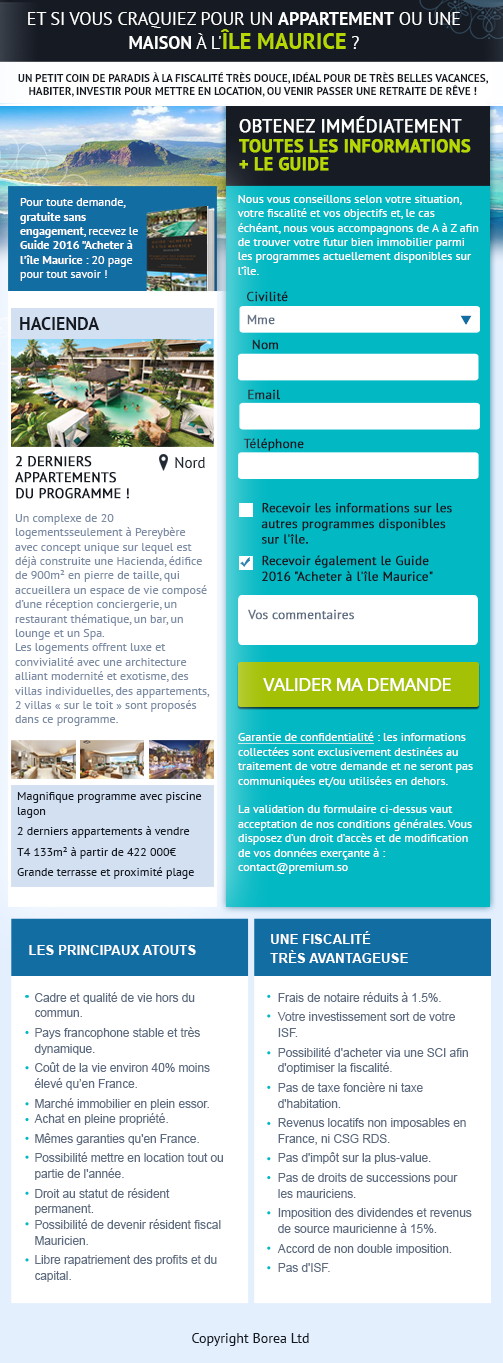 ET SI VOUS CRAQUIEZ POUR UN APPARTEMENT OU UNE
MAISON À L'ÎLE MAURICE ?
UN PETIT COIN DE PARADIS À LA FISCALITÉ TRÈS DOUCE, IDÉAL POUR DE TRÈS BELLES VACANCES,
HABITER, INVESTIR POUR METTRE EN LOCATION, OU VENIR PASSER UNE RETRAITE DE RÊVE !
Pour toute demande,
gratuite sans
engagement, recevez le
Guide 2016 "Acheter à
l'île Maurice : 20 page
pour tout savoir !
HACIENDA
2 DERNIERS
APPARTEMENTS
DU PROGRAMME !
Nord
Un complexe de 20
logementsseulement à Pereybère
avec concept unique sur lequel est
déjà construite une Hacienda, édifice
de 900m² en pierre de taille, qui
accueillera un espace de vie composé
d'une réception conciergerie, un
restaurant thématique, un bar, un
lounge et un Spa.
Les logements offrent luxe et
convivialité avec une architecture
alliant modernité et exotisme, des
villas individuelles, des appartements,
2 villas « sur le toit » sont proposés
dans ce programme.
Magnifique programme avec piscine
lagon
2 derniers appartements à vendre
T4 133m² à partir de 422 000€
Grande terrasse et proximité plage
OBTENEZ IMMÉDIATEMENT
TOUTES LES INFORMATIONS
+ LE GUIDE
Nous vous conseillons selon votre situation,
votre fiscalité et vos objectifs et, le cas
échéant, nous vous accompagnons de A à Z afin
de trouver votre futur bien immobilier parmi
les programmes actuellement disponibles sur
l'île.
Civilité
Mme
Nom
Email
Téléphone
Recevoir les informations sur les
autres programmes disponibles
sur l'île.
Recevoir également le Guide
2016 "Acheter à l'île Maurice"
Vos commentaires
VALIDER MA DEMANDE
Garantie de confidentialité : les informations
collectées sont exclusivement destinées au
traitement de votre demande et ne seront pas
communiquées et/ou utilisées en dehors.
La validation du formulaire ci-dessus vaut
acceptation de nos conditions générales. Vous
disposez d'un droit d'accès et de modification
de vos données exerçante à :
contact@premium.so
LES PRINCIPAUX ATOUTS
Cadre et qualité de vie hors du
commun.
Pays francophone stable et très
dynamique.
Coût de la vie environ 40% moins
élevé qu'en France.
Marché immobilier en plein essor.
Achat en pleine propriété.
Mêmes garanties qu'en France.
Possibilité mettre en location tout ou
partie de l'année.
Droit au statut de résident
permanent.
Possibilité de devenir résident fiscal
Mauricien.
Libre rapatriement des profits et du
capital.
UNE FISCALITÉ
TRÈS AVANTAGEUSE
Frais de notaire réduits à 1.5%.
Votre investissement sort de votre
ISF.
Possibilité d'acheter via une SCI afin
d'optimiser la fiscalité.
Pas de taxe foncière ni taxe
d'habitation.
Revenus locatifs non imposables en
France, ni CSG RDS.
Pas d'impôt sur la plus-value.
Pas de droits de successions pour
les mauriciens.
Imposition des dividendes et revenus
de source mauricienne à 15%.
Accord de non double imposition.
Pas d'ISF.
Copyright Borea Ltd